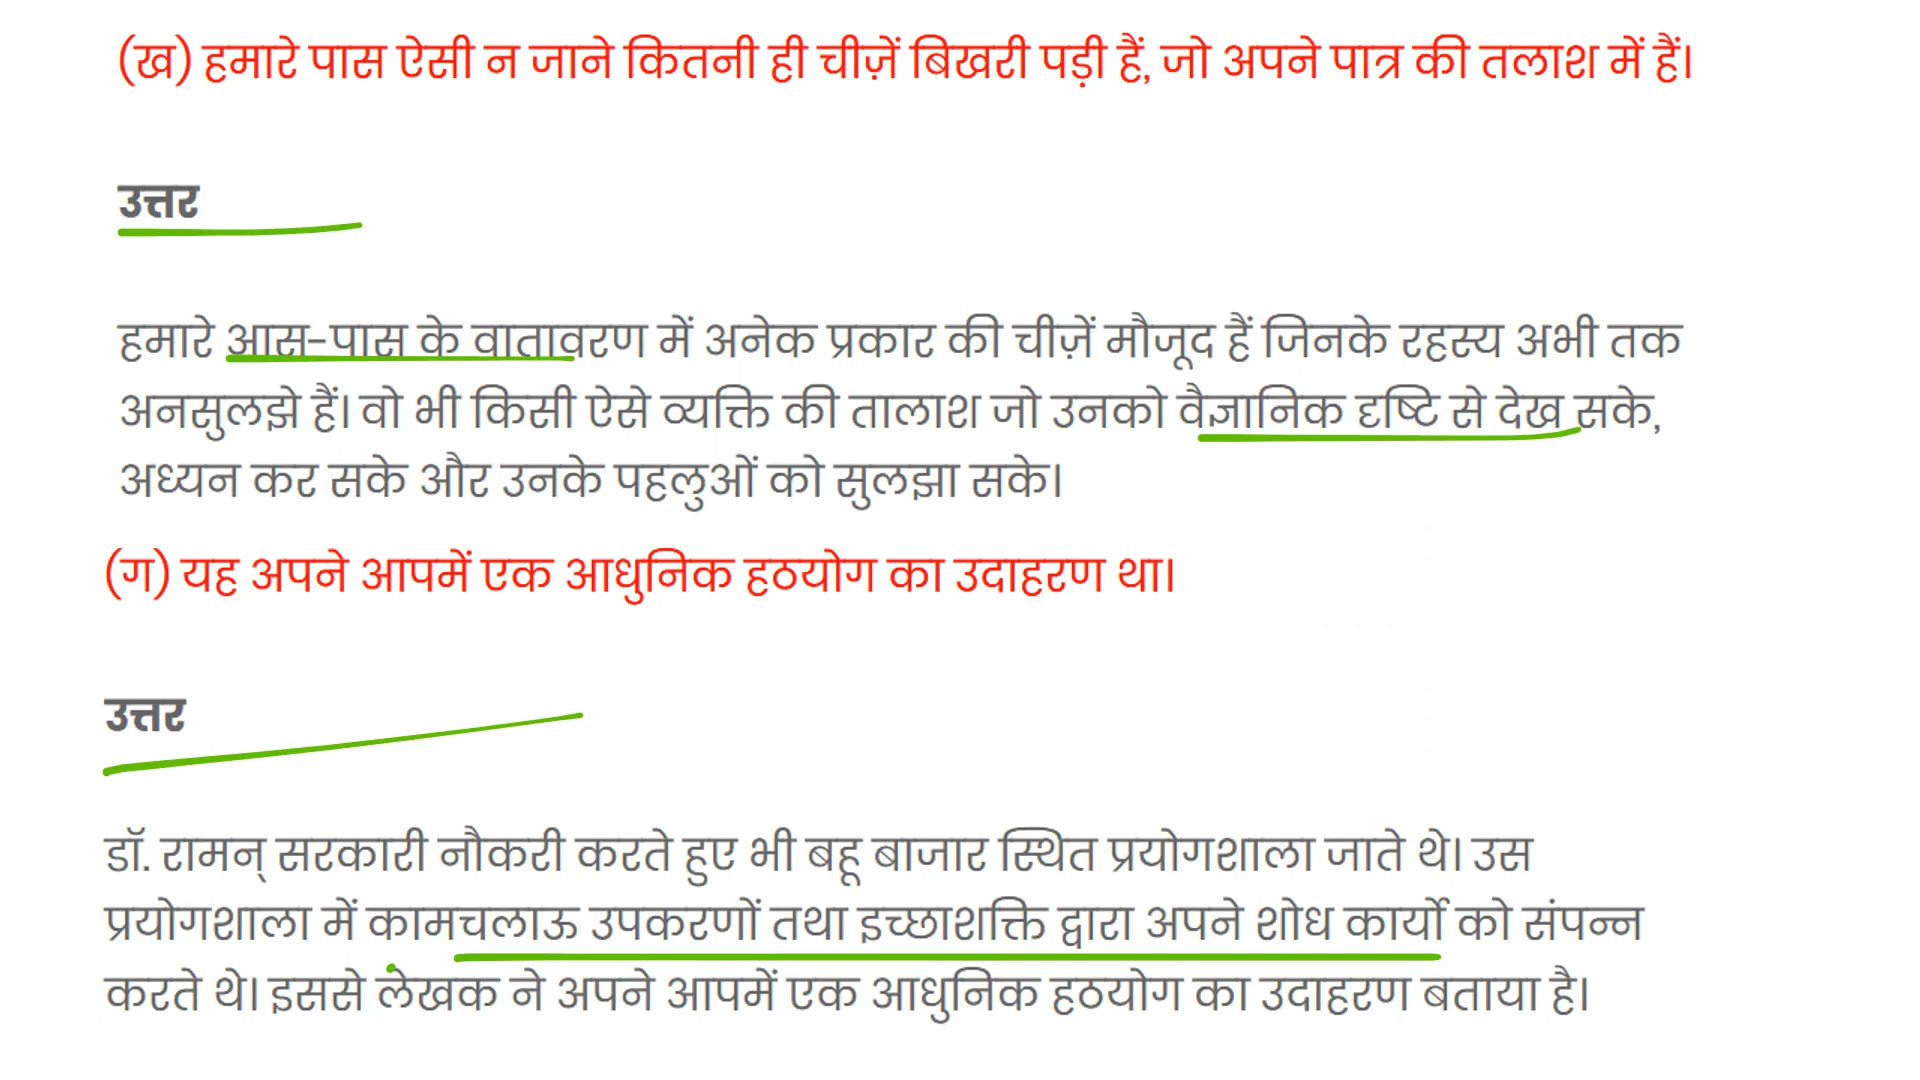 (ख) हमारे पास ऐसी न जाने कितनी ही चीज़ें बिखरी पड़ी हैं, जो अपने पात्र की तलाश में हैं।
उत्तर
हमारे आस-पास के वातावरण में अनेक प्रकार की चीज़ें मौजूद हैं जिनके रहस्य अभी तक
अनसुलझे हैं। वो भी किसी ऐसे व्यक्ति की तालाश जो उनको वैज्ञानिक दृष्टि से देख सके,
अध्यन कर सके और उनके पहलुओं को सुलझा सके।
(ग) यह अपने आपमें एक आधुनिक हठयोग का उदाहरण था।
उत्तर
डॉ. रामन् सरकारी नौकरी करते हुए भी बहू बाजार स्थित प्रयोगशाला जाते थे। उस
प्रयोगशाला में कामचलाऊ उपकरणों तथा इच्छाशक्ति द्वारा अपने शोध कार्यो को संपन्न
करते थे। इससे लेखक ने अपने आपमें एक आधुनिक हठयोग का उदाहरण बताया है।